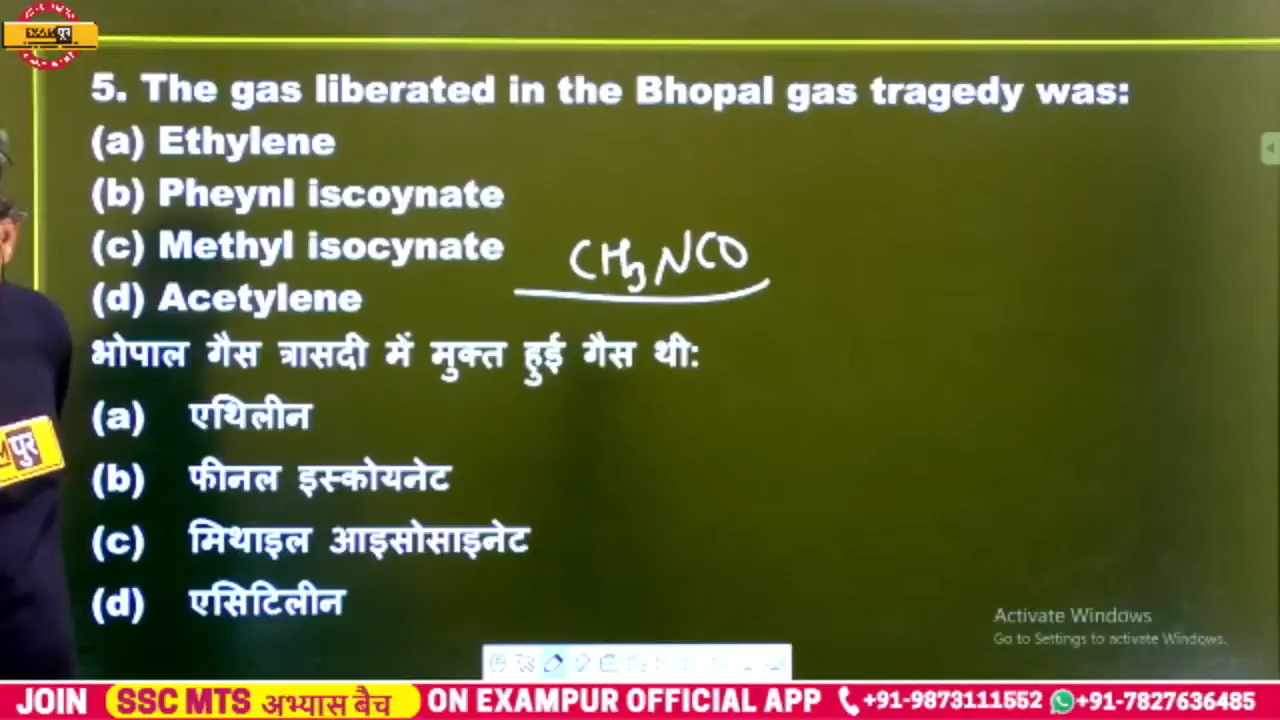 EXAMपुर
5. The gas liberated in the Bhopal gas tragedy was:
(a) Ethylene
(b) Pheynl iscoynate
(c) Methyl isocynate
CH3NCO
(d) Acetylene
भोपाल गैस त्रासदी में मुक्त हुई गैस थी:
(a) एथिलीन
(b) फीनल इस्कोयनेट
(c) मिथाइल आइसोसाइनेट
(d) एसिटिलीन
Mपुर
Activate Windows
Go to Settings to activate Windows.
JOIN SSC MTS अभ्यास बैच ON EXAMPUR OFFICIAL APP +91-9873111552 +91-7827636485